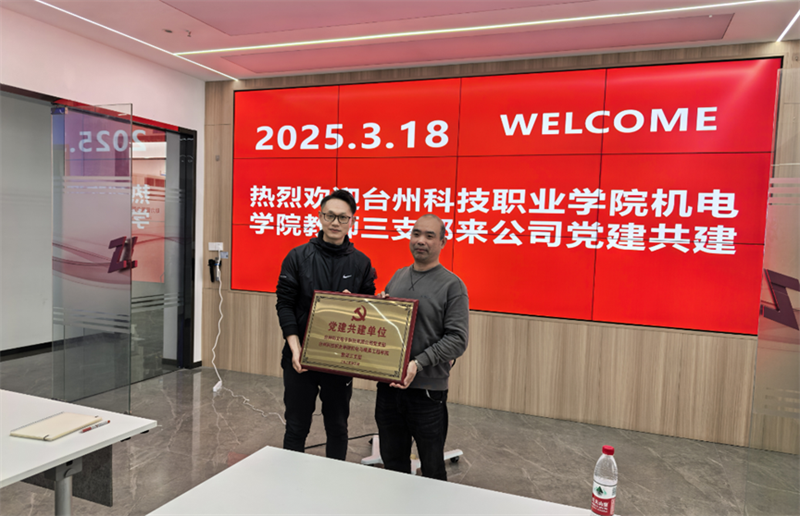 2025.3.18 WELCOME
热烈欢迎台州科技职业学院机电
学院教师三支部来公司党建共建
党建共建单位